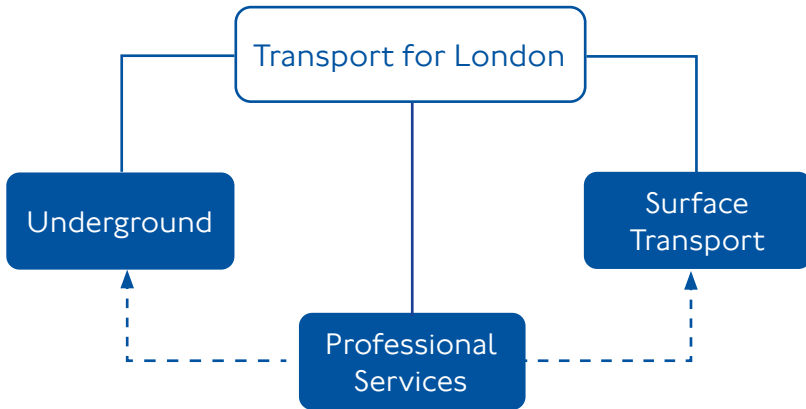 Transport for London
Underground
Surface
Transport
Professional
Services